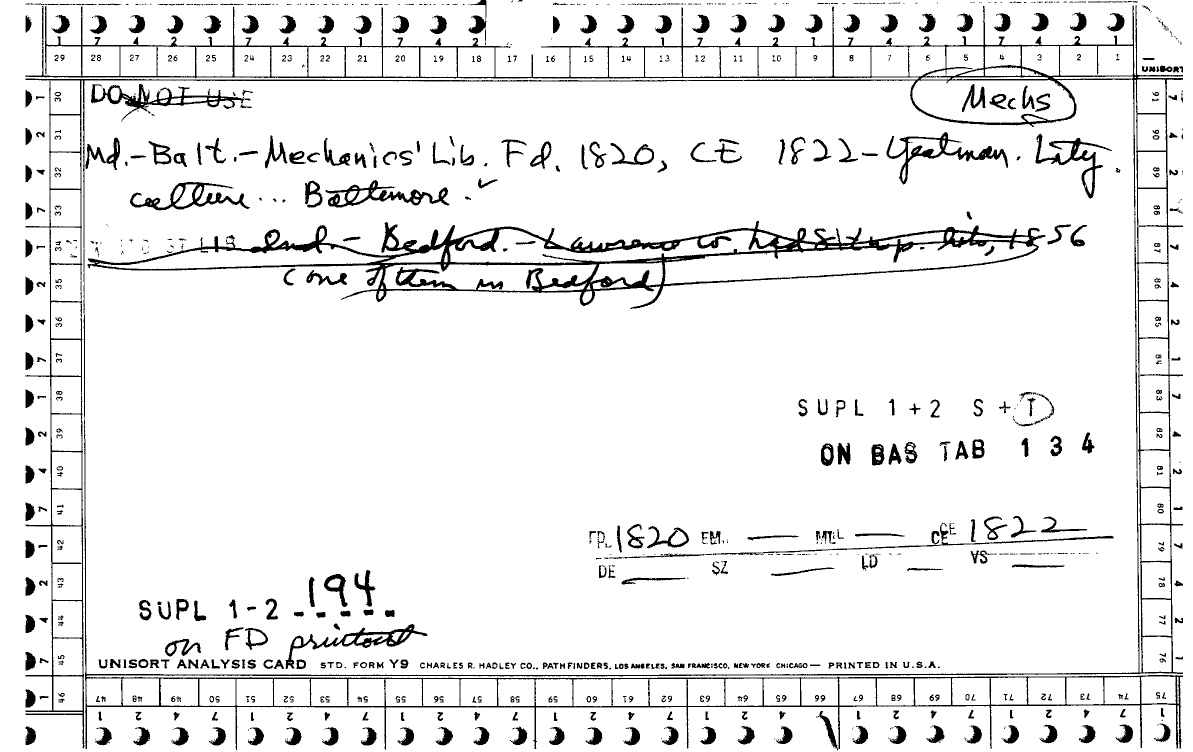 7 4 2 1 7 4 2 1 7 4 2 1 7 4 2 1 7 4 2 1 7 4 2 1 7 4 2 1
29 28 27 26 25 24 23 22 21 20 19 18 17 16 15 14 13 12 11 10 9 8 7 6 5 4 3 2 1
UNISORT
DO NOT USE
Mechs
Md.-Balt.-Mechanics' Lib. Fd. 1820, CE 1822-Yeatman. Lity
culture... Baltimore.
Ind.- Bedford.- Lawrence Co. had 8 twp. libs, 1856
(one of them in Bedford)
SUPL 1+2 S+T
ON BAS TAB 1 3 4
FD. 1820 EM. MLL CE 1822
DE SZ LD VS
SUPL 1-2 194
on FD printout
UNISORT ANALYSIS CARD STD. FORM Y9 CHARLES R. HADLEY CO., PATHFINDERS, LOS ANGELES, SAN FRANCISCO, NEW YORK CHICAGO — PRINTED IN U.S.A.
30 31 32 33 34 35 36 37 38 39 40 41 42 43 44 45 46
91 90 89 88 87 86 85 84 83 82 81 80 79 78 77 76 75
47 48 49 50 51 52 53 54 55 56 57 58 59 60 61 62 63 64 65 66 67 68 69 70 71 72 73 74